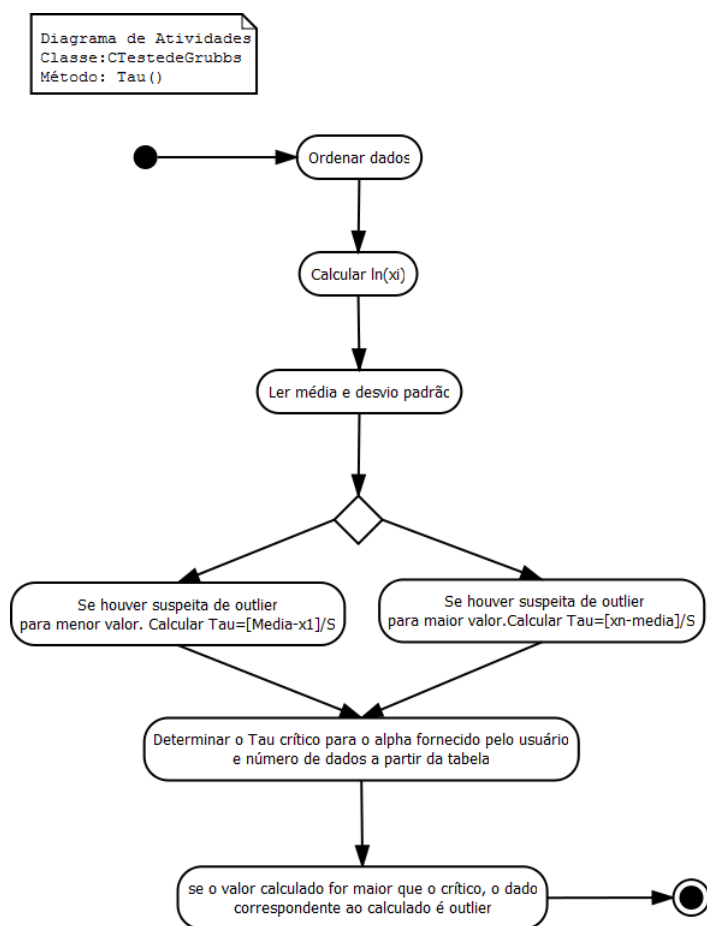 Diagrama de Atividades
Classe:CTestedeGrubbs
Método: Tau()
Ordenar dados
Calcular ln(xi)
Ler média e desvio padrão
Se houver suspeita de outlier
para menor valor. Calcular Tau=[Media-x1]/S
Se houver suspeita de outlier
para maior valor.Calcular Tau=[xn-media]/S
Determinar o Tau crítico para o alpha fornecido pelo usuário
e número de dados a partir da tabela
se o valor calculado for maior que o crítico, o dado
correspondente ao calculado é outlier